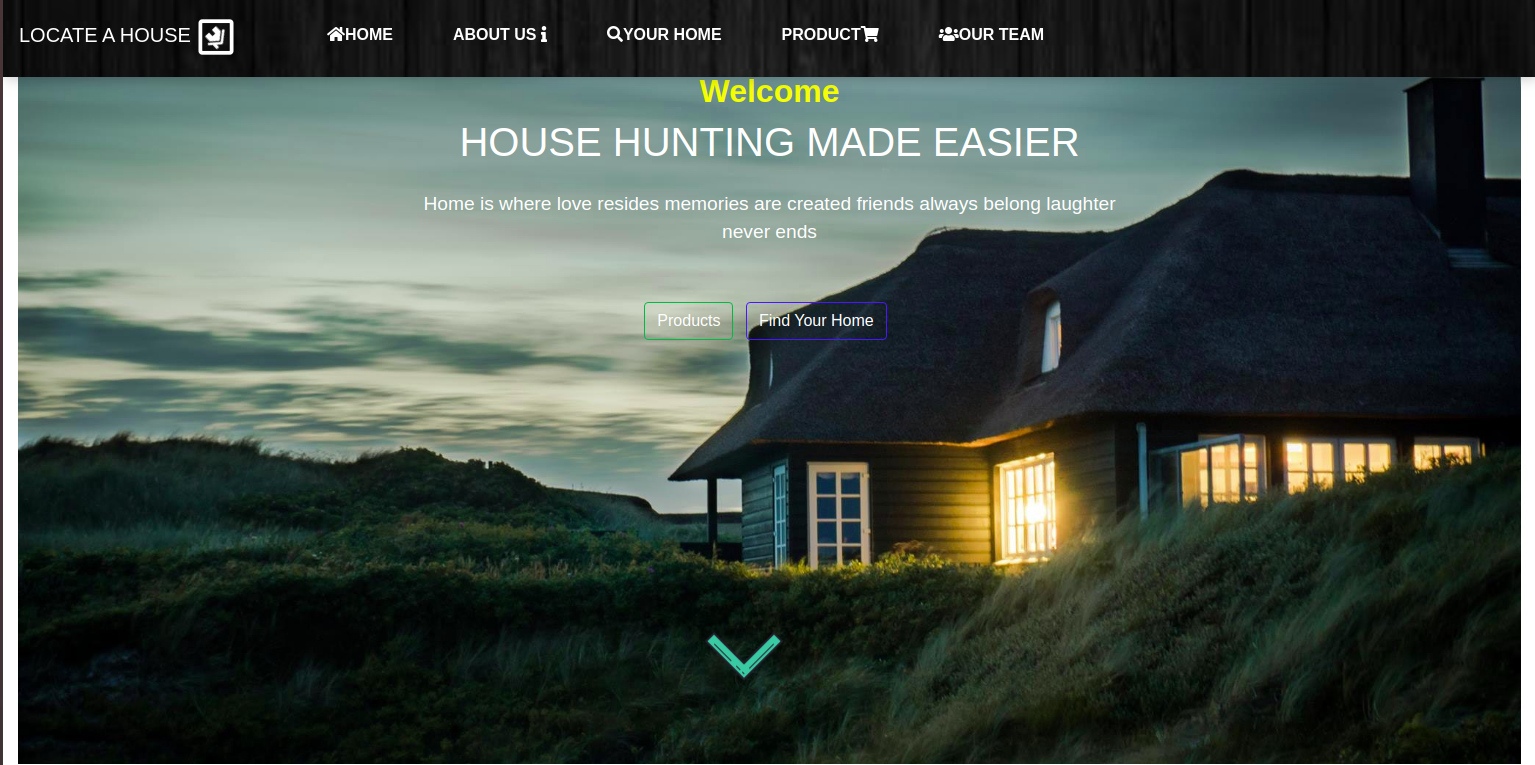 LOCATE A HOUSE
HOME
ABOUT US
YOUR HOME
PRODUCT
OUR TEAM
Welcome
HOUSE HUNTING MADE EASIER
Home is where love resides memories are created friends always belong laughter
never ends
Products
Find Your Home